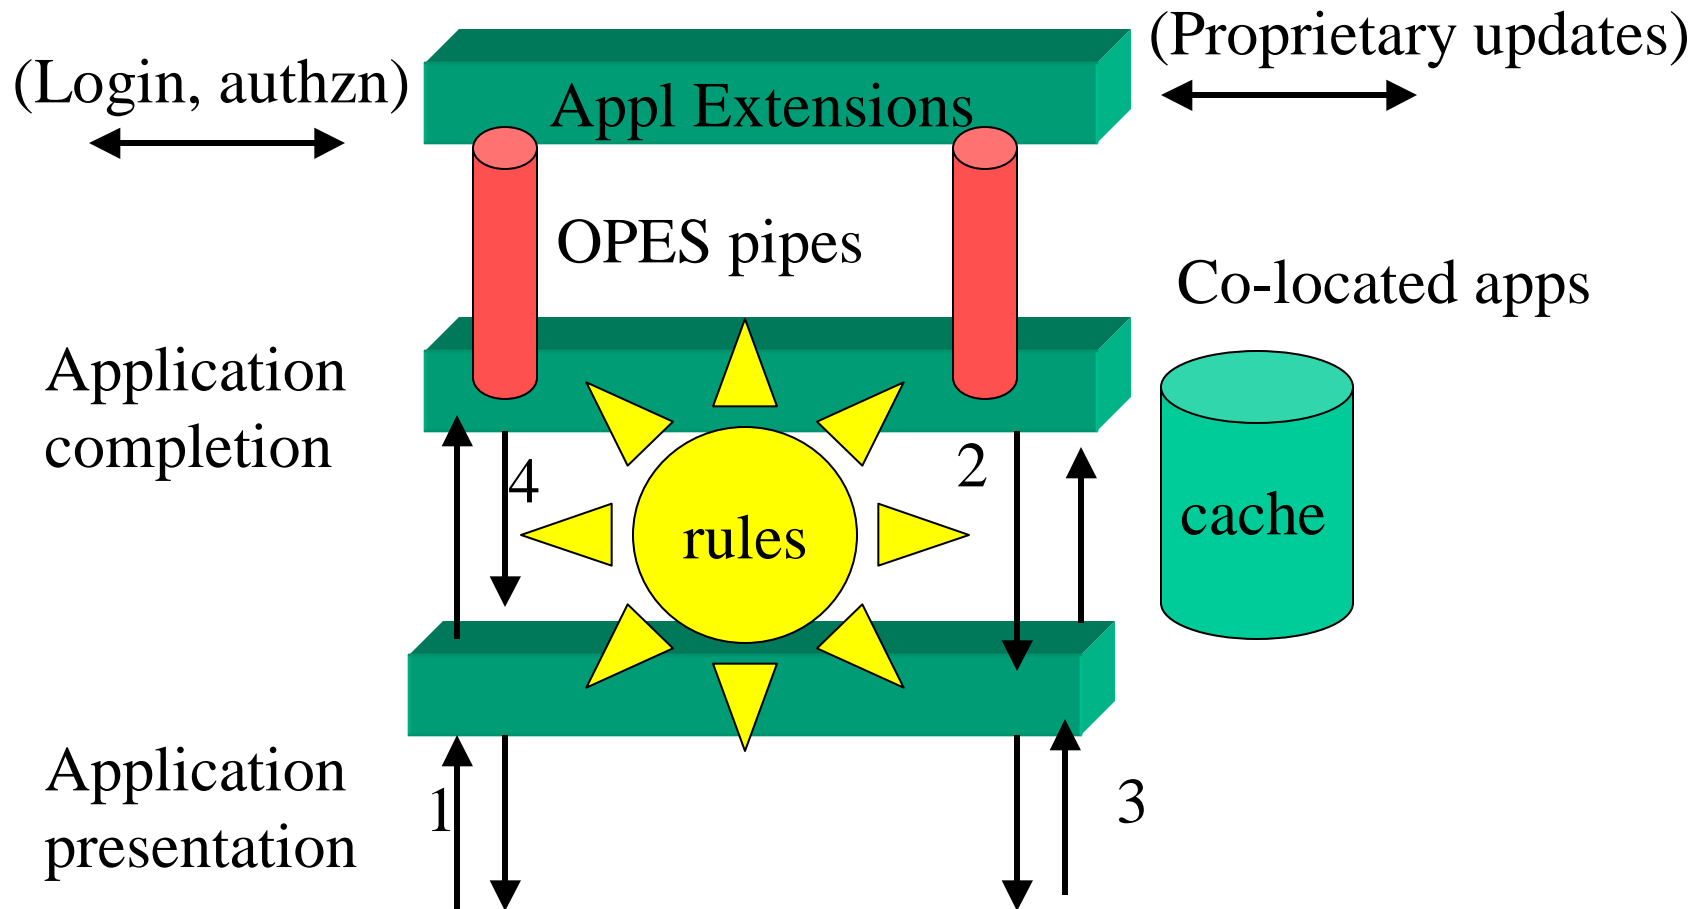 (Proprietary updates)
(Login, authzn)
Appl Extensions
OPES pipes
Co-located apps
Application
completion
4
2
cache
rules
Application
presentation
1
3